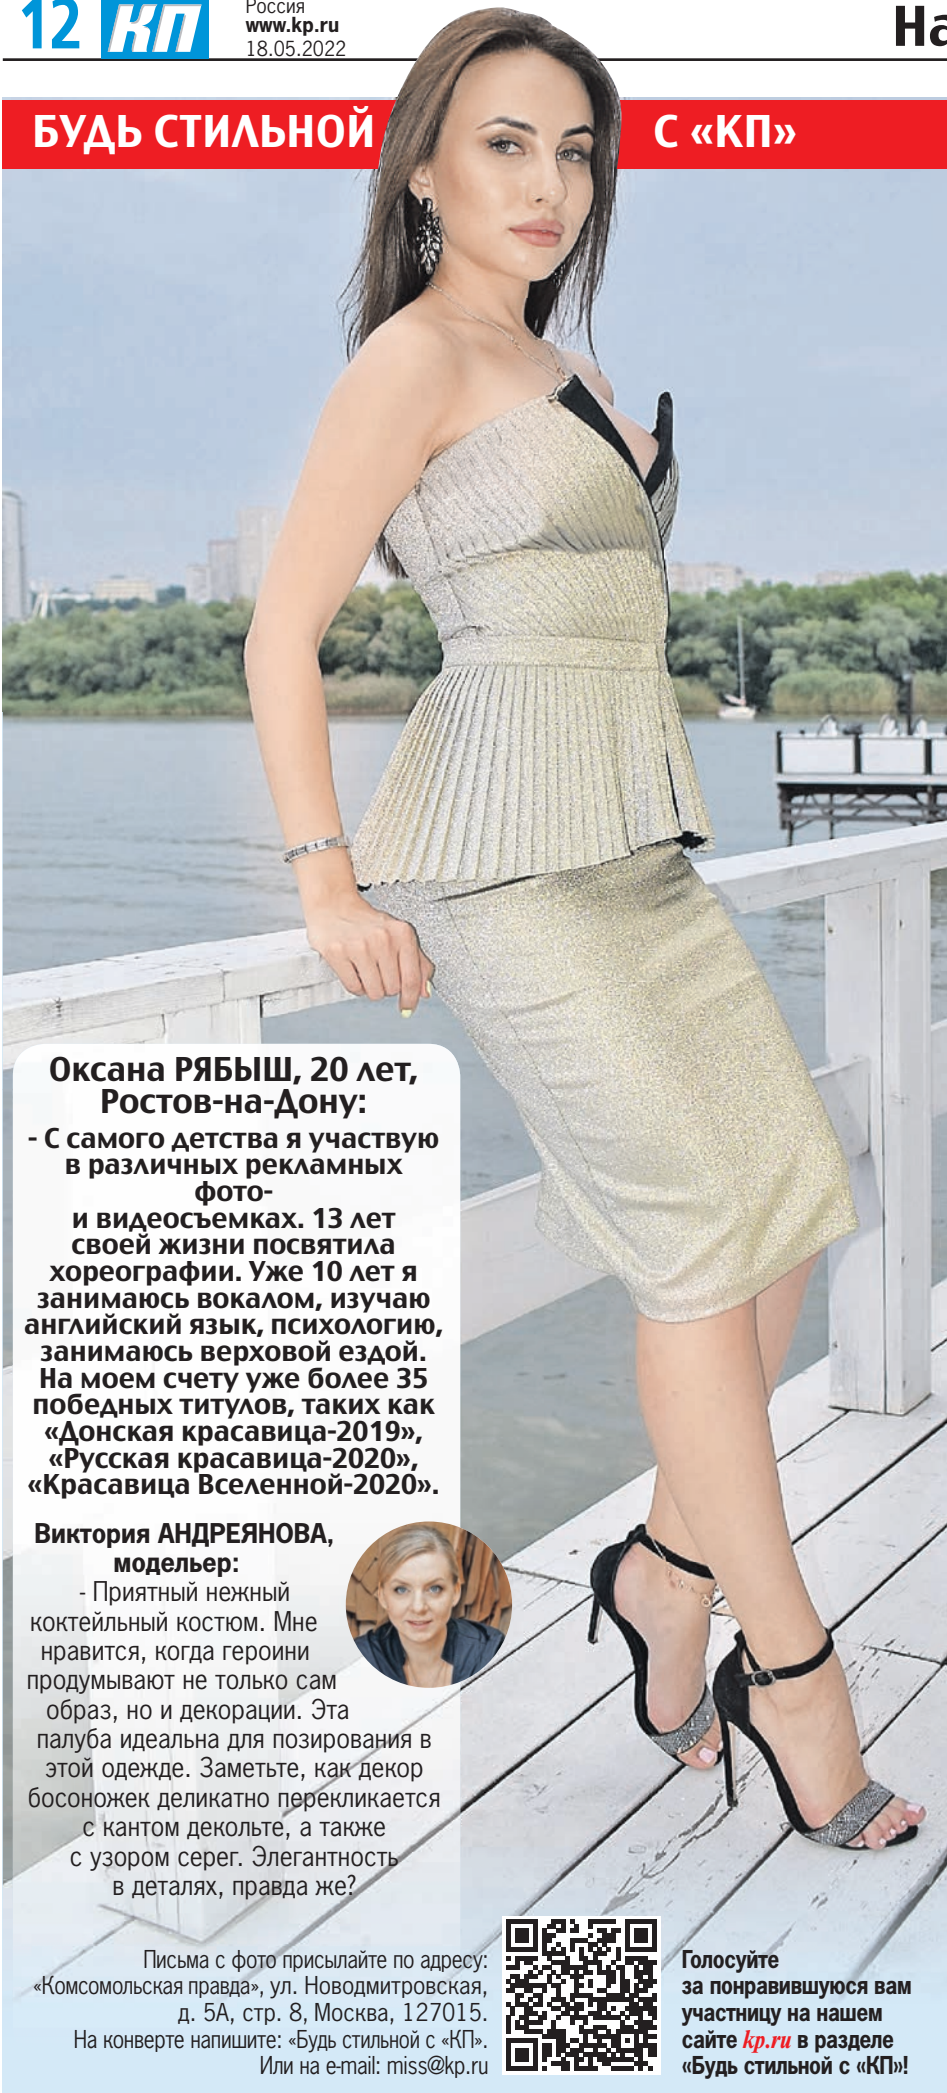 12
КП
Россия
www.kp.ru
18.05.2022
На
БУДЬ СТИЛЬНОЙ С «КП»
Оксана РЯБЫШ, 20 лет,
Ростов-на-Дону:
- С самого детства я участвую
в различных рекламных
фото-
и видеосъемках. 13 лет
своей жизни посвятила
хореографии. Уже 10 лет я
занимаюсь вокалом, изучаю
английский язык, психологию,
занимаюсь верховой ездой.
На моем счету уже более 35
победных титулов, таких как
«Донская красавица-2019»,
«Русская красавица-2020»,
«Красавица Вселенной-2020».
Виктория АНДРЕЯНОВА,
модельер:
- Приятный нежный
коктейльный костюм. Мне
нравится, когда героини
продумывают не только сам
образ, но и декорации. Эта
палуба идеальна для позирования в
этой одежде. Заметьте, как декор
босоножек деликатно перекликается
с кантом декольте, а также
с узором серег. Элегантность
в деталях, правда же?
Письма с фото присылайте по адресу:
«Комсомольская правда», ул. Новодмитровская,
д. 5А, стр. 8, Москва, 127015.
На конверте напишите: «Будь стильной с «КП».
Или на e-mail: miss@kp.ru
Голосуйте
за понравившуюся вам
участницу на нашем
сайте kp.ru в разделе
«Будь стильной с «КП»!